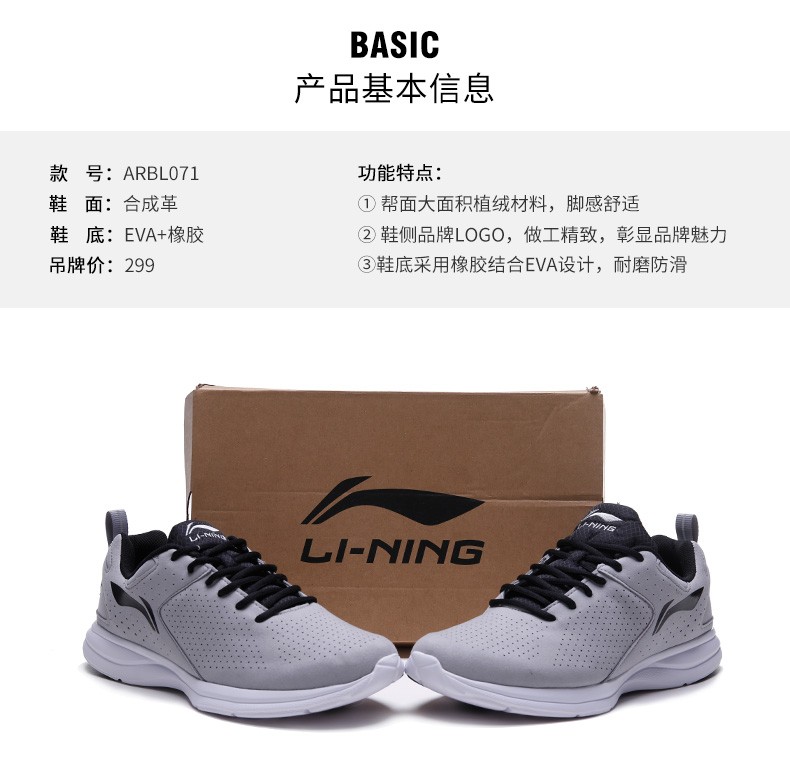 BASIC
产品基本信息
款 号：ARBL071
鞋 面：合成革
鞋 底：EVA+橡胶
吊牌价：299
功能特点：
① 帮面大面积植绒材料，脚感舒适
② 鞋侧品牌LOGO，做工精致，彰显品牌魅力
③鞋底采用橡胶结合EVA设计，耐磨防滑
LI-NING
LI-NING
LI-NING